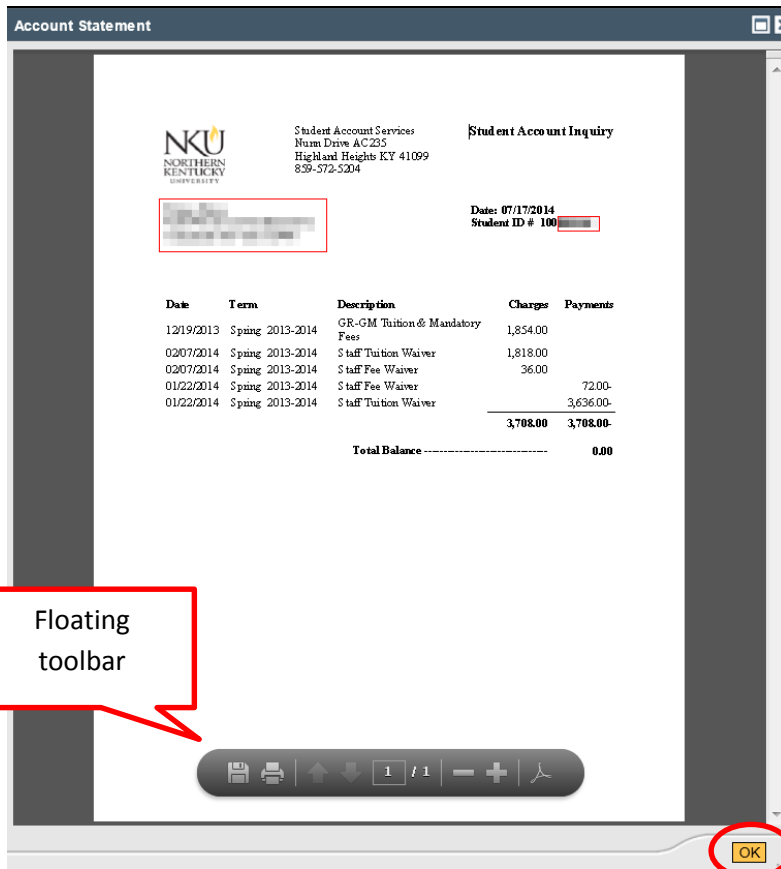 Account Statement
NKU
NORTHERN
KENTUCKY
UNIVERSITY
Student Account Services
Nunn Drive AC235
Highland Heights KY 41099
859-572-5204
Student Account Inquiry
Date: 07/17/2014
Student ID # 100
Date Term Description Charges Payments
12/19/2013 Spring 2013-2014 GR-GM Tuition & Mandatory Fees 1,854.00
02/07/2014 Spring 2013-2014 Staff Tuition Waiver 1,818.00
02/07/2014 Spring 2013-2014 Staff Fee Waiver 36.00
01/22/2014 Spring 2013-2014 Staff Fee Waiver 72.00-
01/22/2014 Spring 2013-2014 Staff Tuition Waiver 3,636.00-
3,708.00 3,708.00-
Total Balance -------------------------------- 0.00
Floating
toolbar
1 / 1
OK